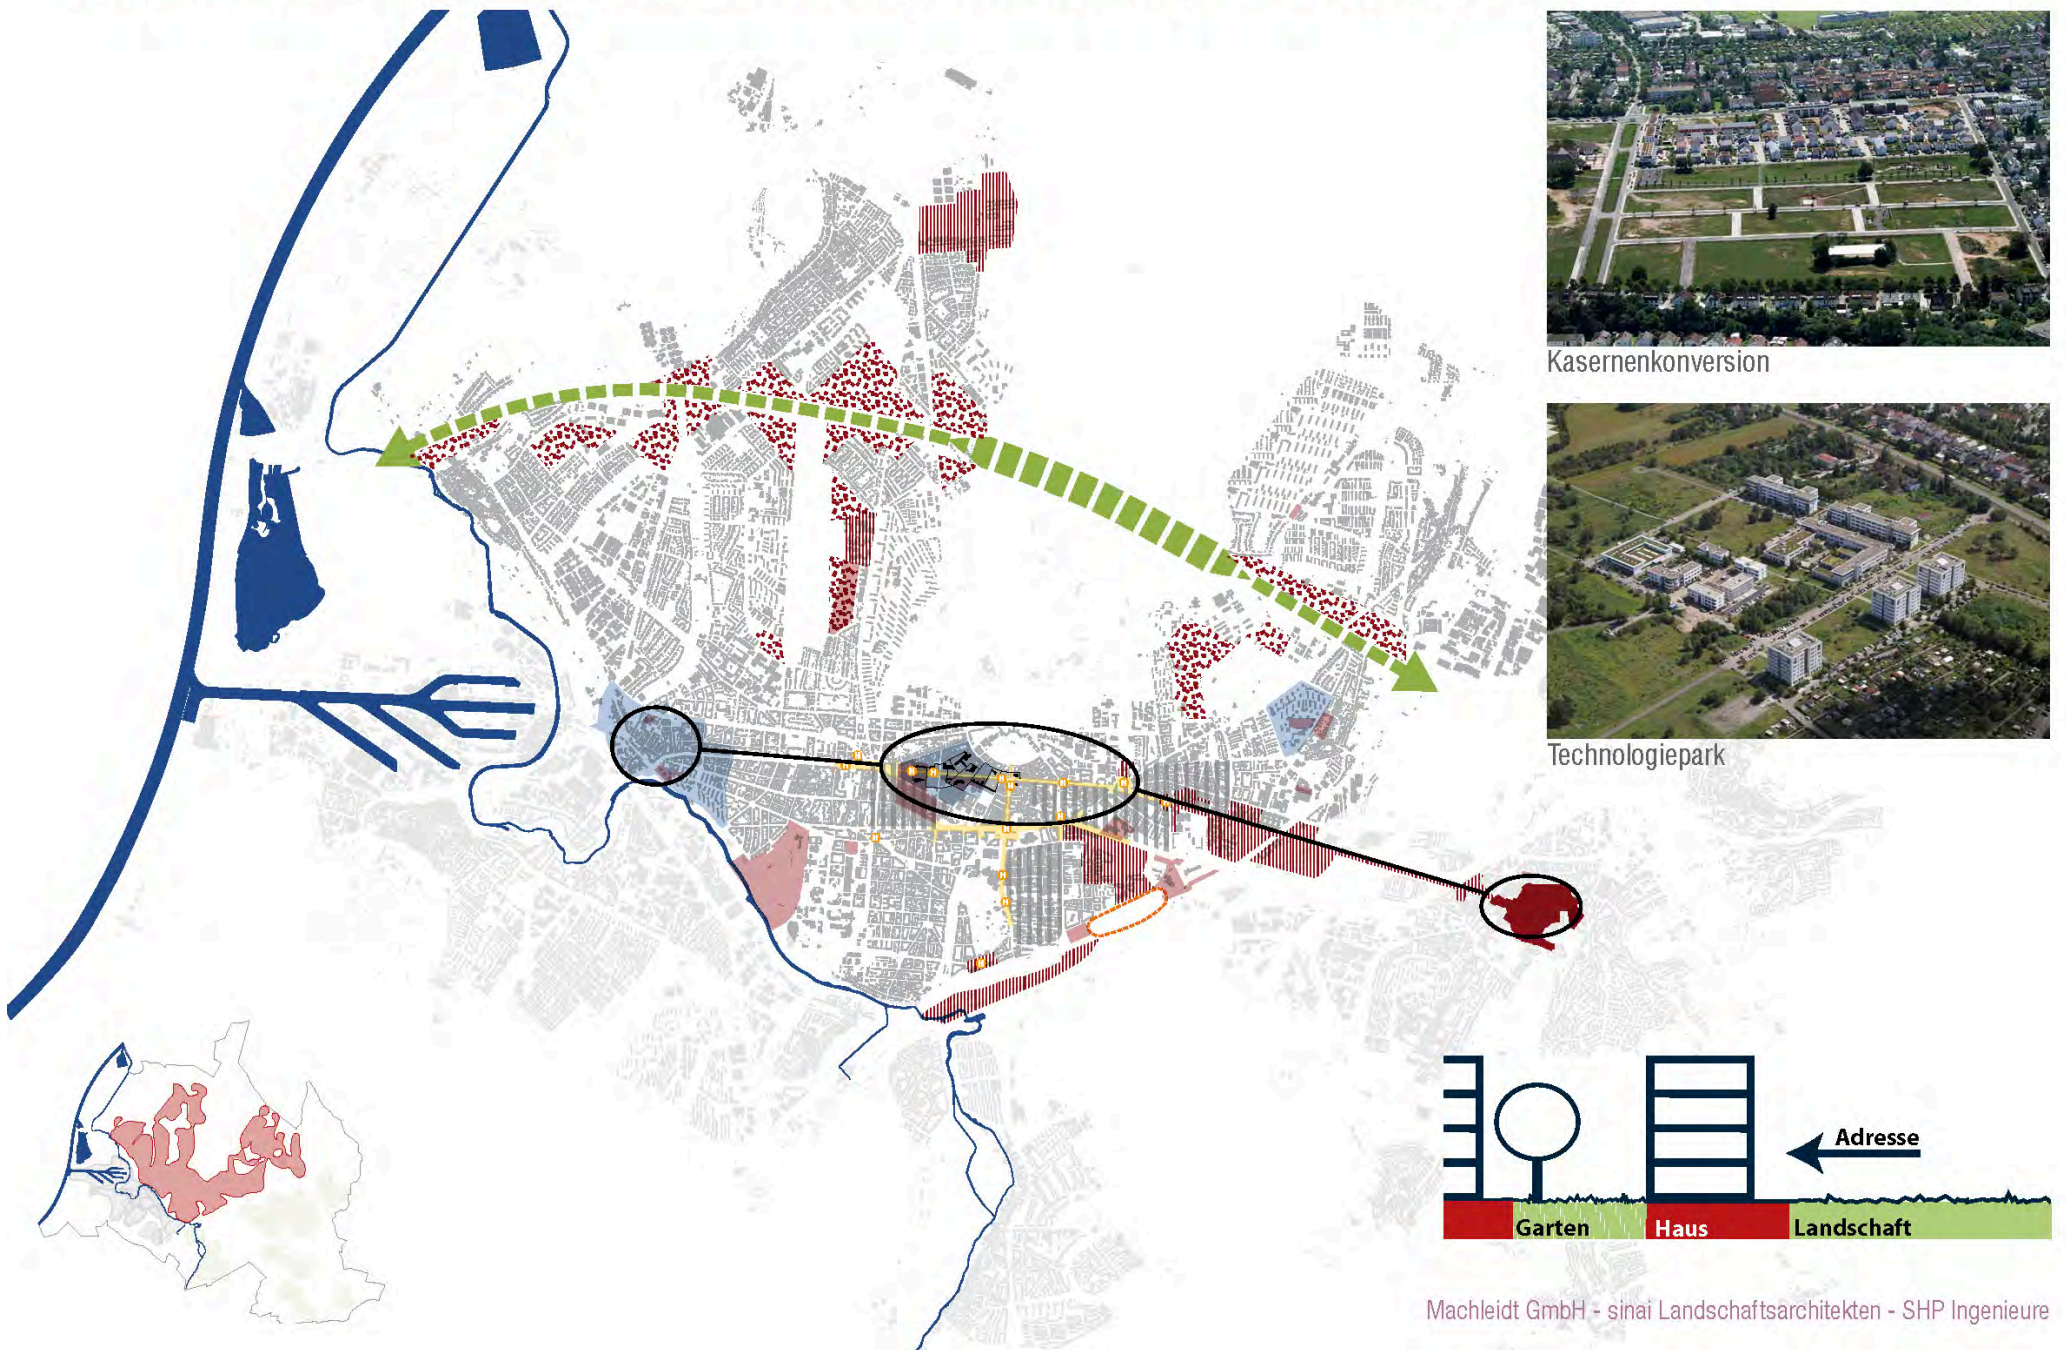 Kasernenkonversion
Technologiepark
Adresse
Garten
Haus
Landschaft
Machleidt GmbH - sinai Landschaftsarchitekten - SHP Ingenieure